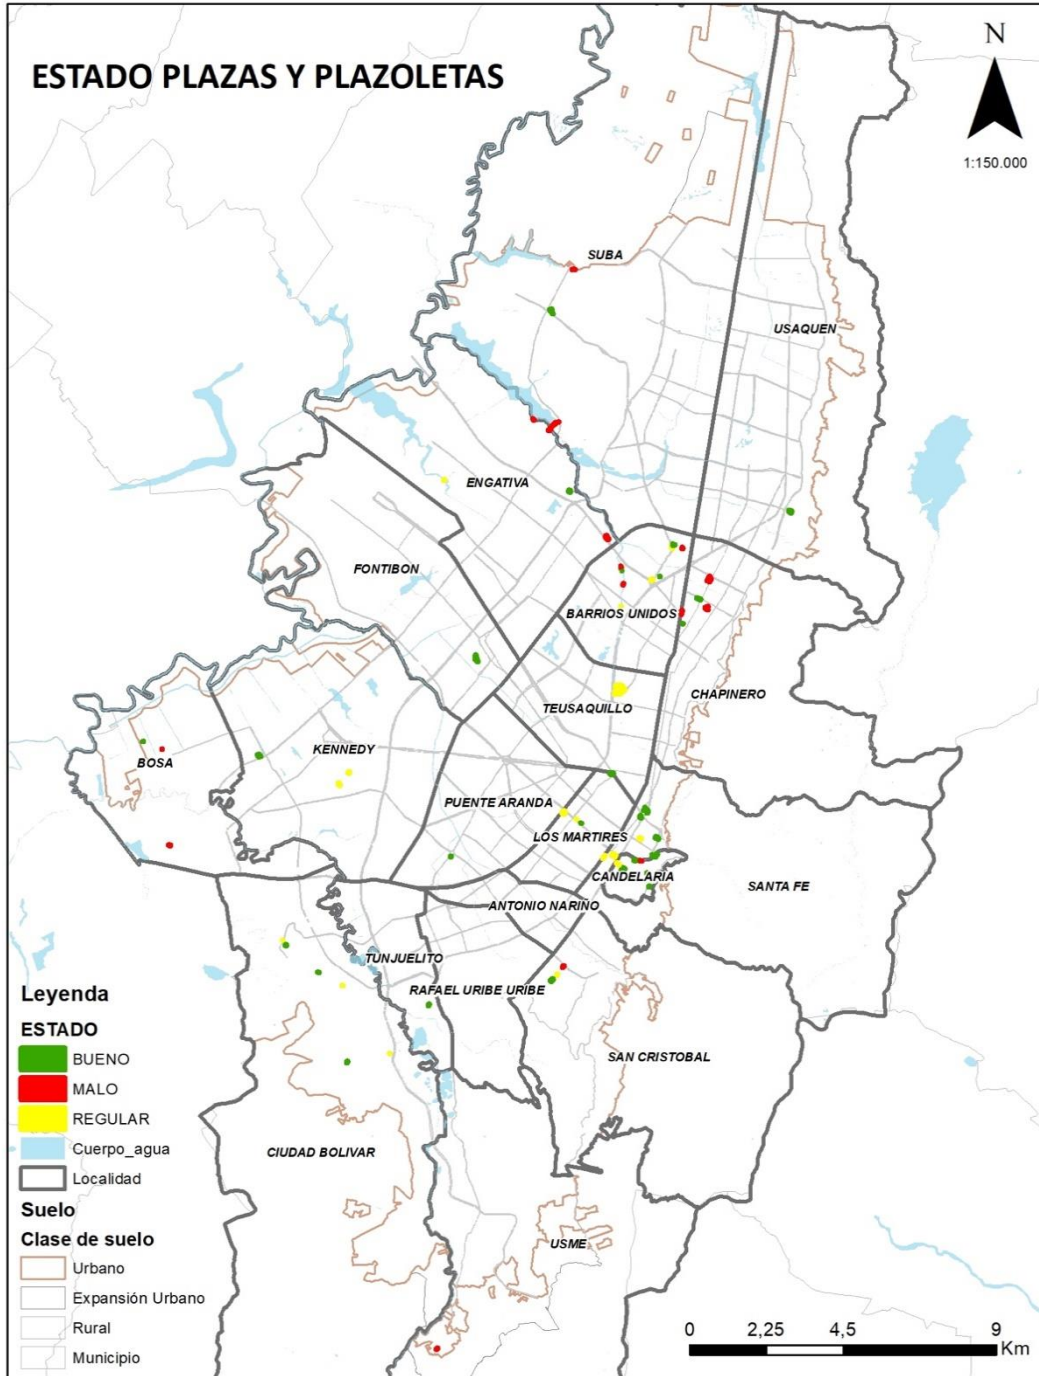 ESTADO PLAZAS Y PLAZOLETAS
N
1:150.000
SUBA
USAQUEN
ENGATIVA
FONTIBON
BARRIOS UNIDOS
CHAPINERO
TEUSAQUILLO
KENNEDY
BOSA
PUENTE ARANDA
LOS MARTIRES
CANDELARIA
SANTA FE
ANTONIO NARIÑO
TUNJUELITO
RAFAEL URIBE URIBE
SAN CRISTOBAL
CIUDAD BOLIVAR
USME
Leyenda
ESTADO
BUENO
MALO
REGULAR
Cuerpo_agua
Localidad
Suelo
Clase de suelo
Urbano
Expansión Urbano
Rural
Municipio
0 2,25 4,5 9
Km